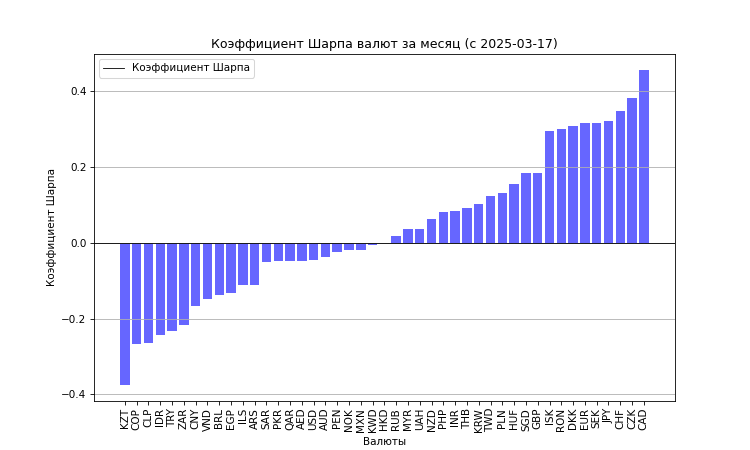 Коэффициент Шарпа валют за месяц (с 2025-03-17)
Коэффициент Шарпа
Коэффициент Шарпа
0.4
0.2
0.0
−0.2
−0.4
KZT COP CLP IDR TRY ZAR CNY VND BRL EGP ILS ARS SAR PKR QAR AED USD AUD PEN NOK MXN KWD HKD RUB MYR UAH NZD PHP INR THB KRW TWD PLN HUF SGD GBP ISK RON DKK EUR SEK JPY CHF CZK CAD
Валюты